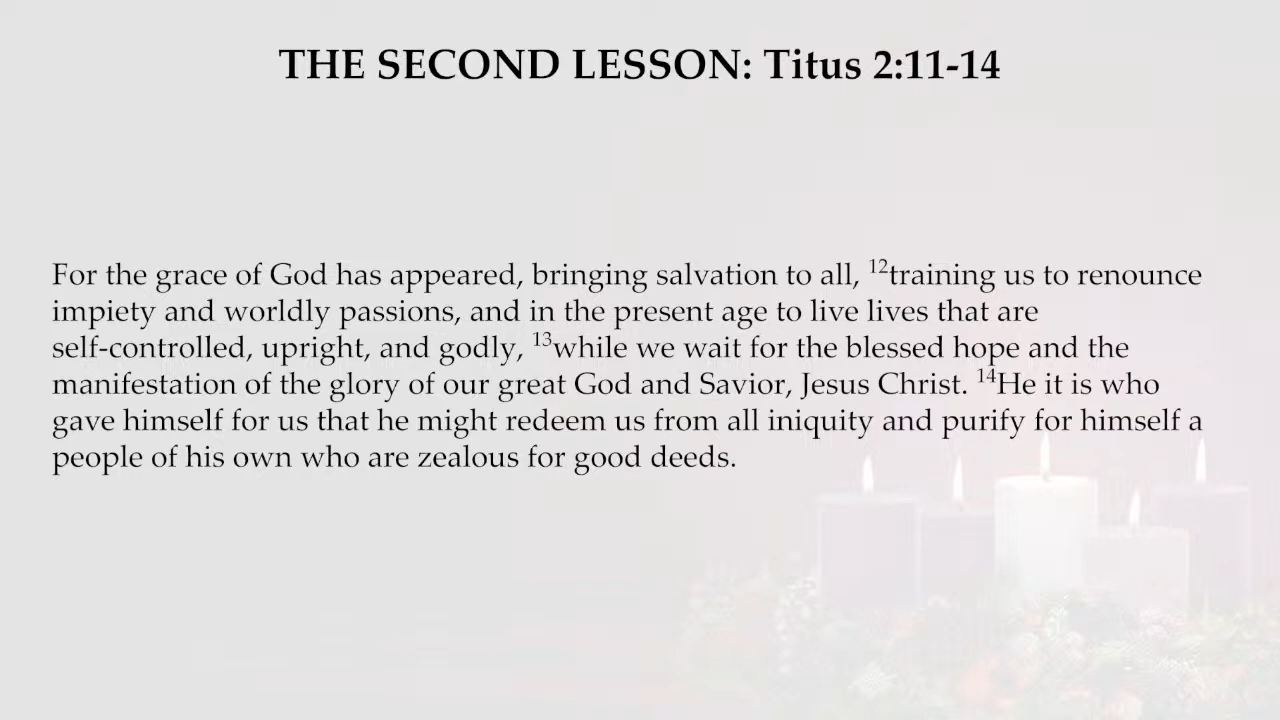 THE SECOND LESSON: Titus 2:11-14
For the grace of God has appeared, bringing salvation to all, ¹²training us to renounce
impiety and worldly passions, and in the present age to live lives that are
self-controlled, upright, and godly, ¹³while we wait for the blessed hope and the
manifestation of the glory of our great God and Savior, Jesus Christ. ¹⁴He it is who
gave himself for us that he might redeem us from all iniquity and purify for himself a
people of his own who are zealous for good deeds.